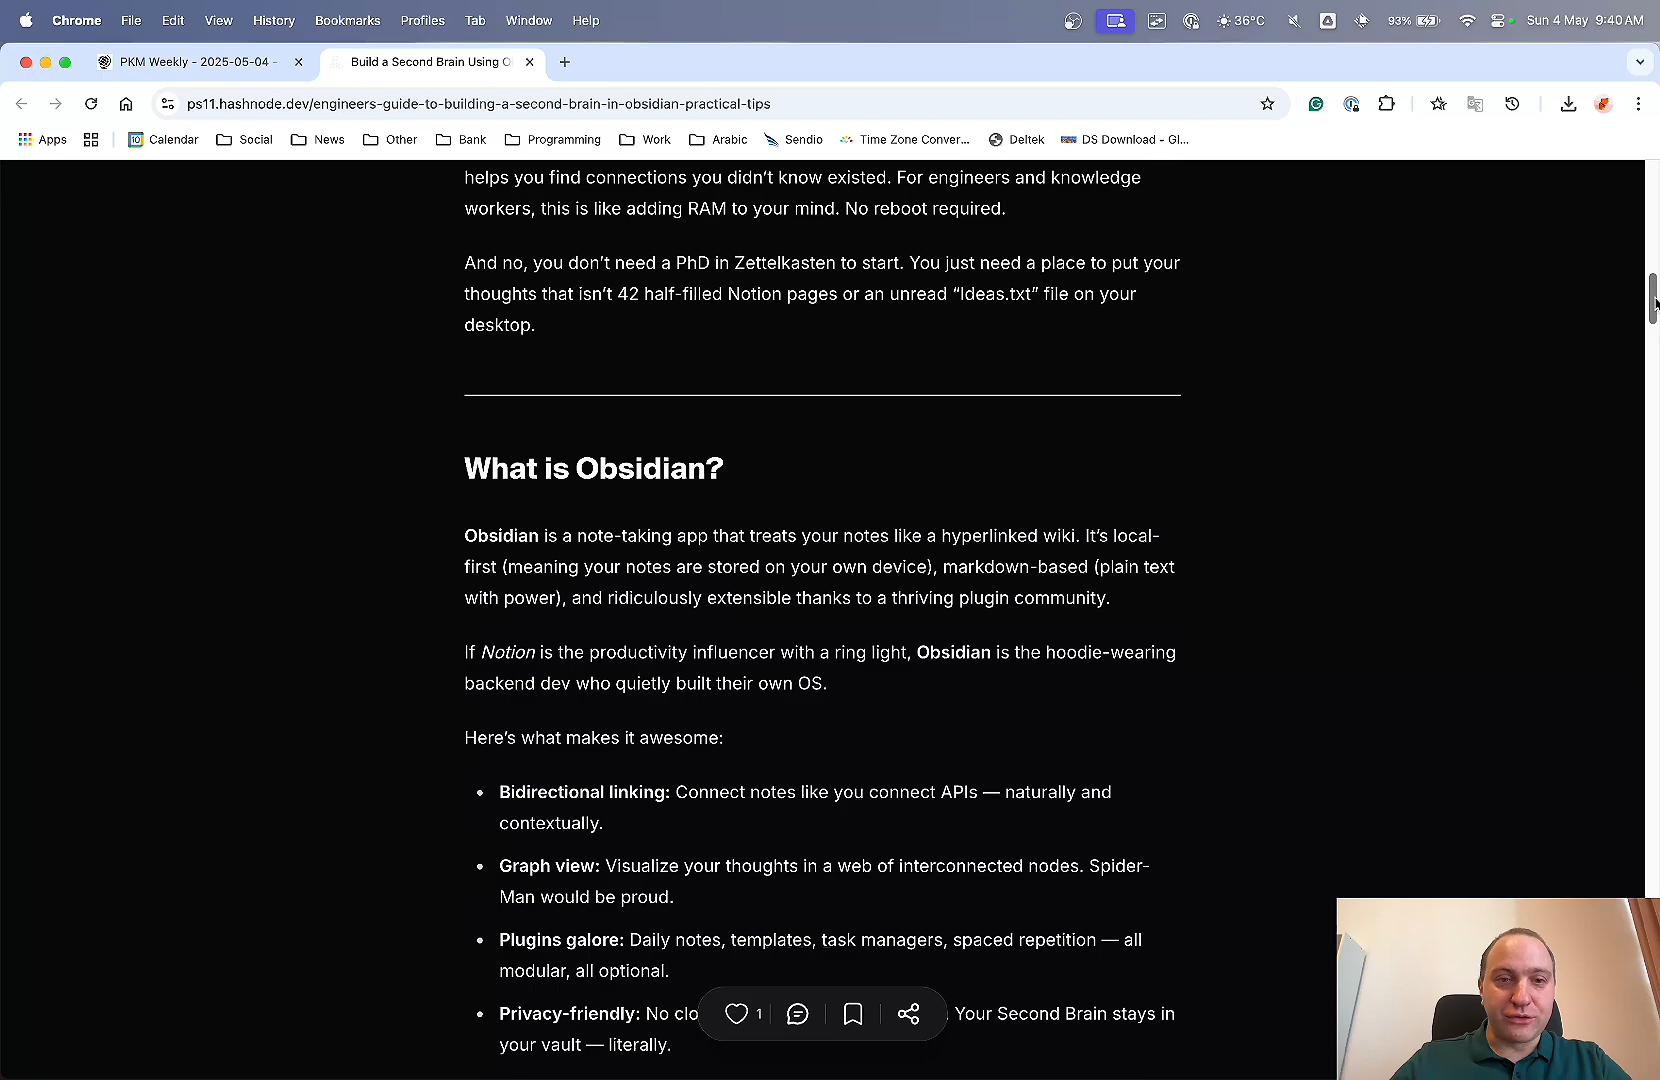 Chrome File Edit View History Bookmarks Profiles Tab Window Help 36°C 93% Sun 4 May 9:40 AM
PKM Weekly - 2025-05-04 - Build a Second Brain Using O
ps11.hashnode.dev/engineers-guide-to-building-a-second-brain-in-obsidian-practical-tips
Apps 10 Calendar Social News Other Bank Programming Work Arabic Sendio Time Zone Conver... Deltek DS Download - Gl...
helps you find connections you didn't know existed. For engineers and knowledge
workers, this is like adding RAM to your mind. No reboot required.
And no, you don't need a PhD in Zettelkasten to start. You just need a place to put your
thoughts that isn't 42 half-filled Notion pages or an unread “Ideas.txt” file on your
desktop.
What is Obsidian?
Obsidian is a note-taking app that treats your notes like a hyperlinked wiki. It's local-
first (meaning your notes are stored on your own device), markdown-based (plain text
with power), and ridiculously extensible thanks to a thriving plugin community.
If Notion is the productivity influencer with a ring light, Obsidian is the hoodie-wearing
backend dev who quietly built their own OS.
Here's what makes it awesome:
• Bidirectional linking: Connect notes like you connect APIs — naturally and
contextually.
• Graph view: Visualize your thoughts in a web of interconnected nodes. Spider-
Man would be proud.
• Plugins galore: Daily notes, templates, task managers, spaced repetition — all
modular, all optional.
• Privacy-friendly: No clo 1 Your Second Brain stays in
your vault — literally.